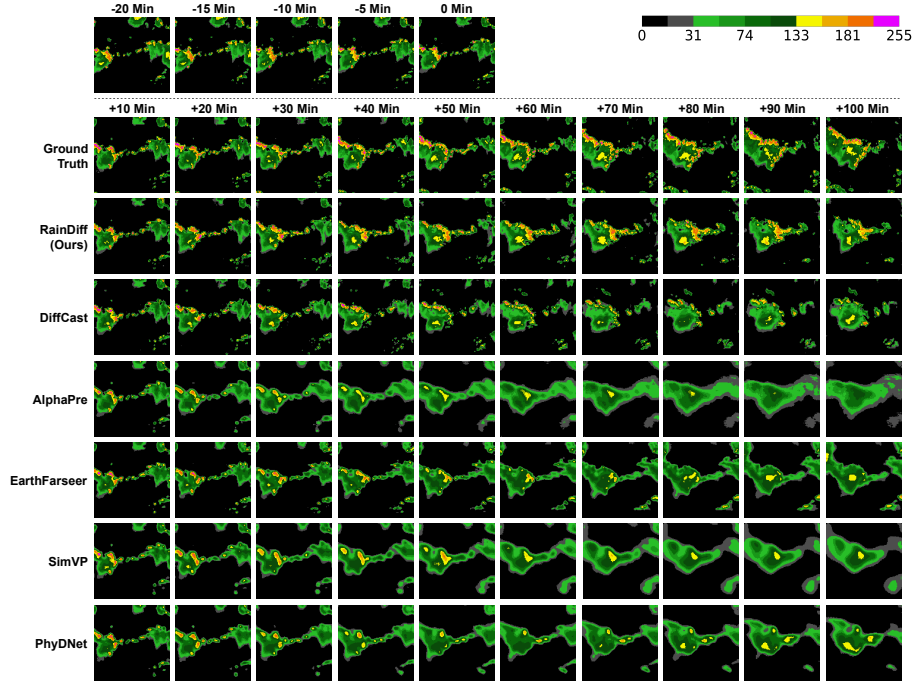 -20 Min -15 Min -10 Min -5 Min 0 Min
0 31 74 133 181 255
+10 Min +20 Min +30 Min +40 Min +50 Min +60 Min +70 Min +80 Min +90 Min +100 Min
Ground
Truth
RainDiff
(Ours)
DiffCast
AlphaPre
EarthFarseer
SimVP
PhyDNet